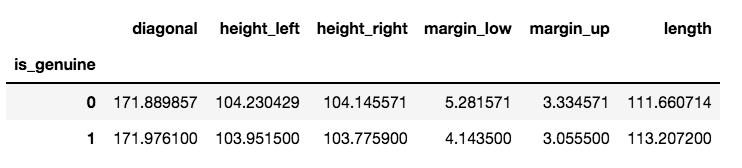 diagonal height_left height_right margin_low margin_up length
is_genuine
0 171.889857 104.230429 104.145571 5.281571 3.334571 111.660714
1 171.976100 103.951500 103.775900 4.143500 3.055500 113.207200